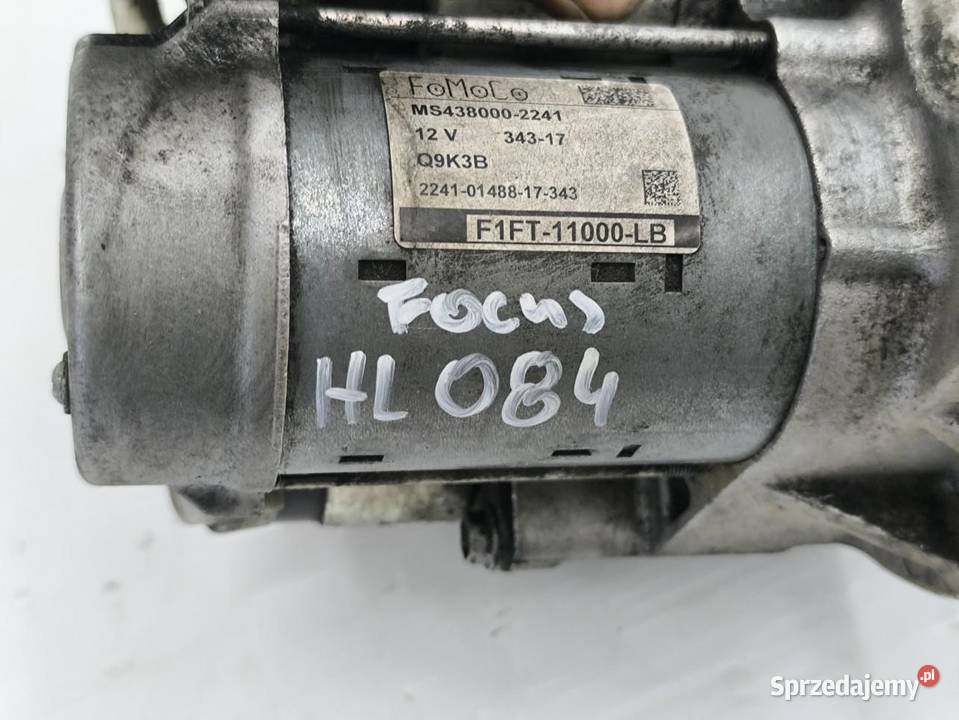 FoMoCo
MS438000-2241
12 V 343-17
Q9K3B
2241-01488-17-343
F1FT-11000-LB
Focus
HL084
Sprzedajemy.pl